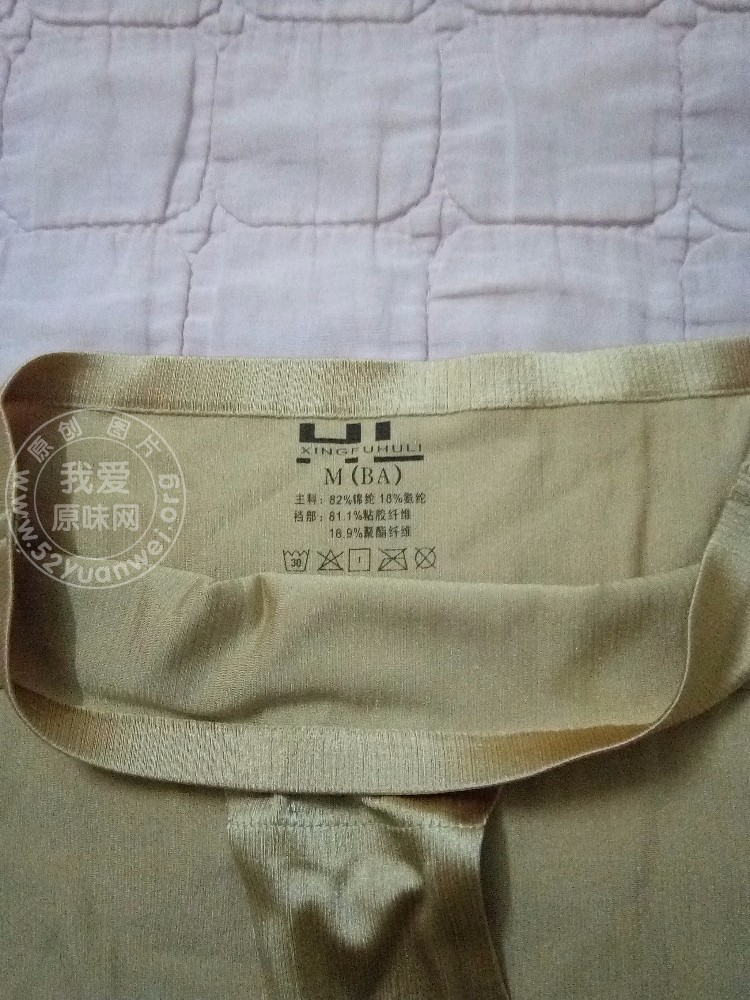 原创图片
我爱
原味网
www.52yuanwei.org
XINGFUHULI
M(BA)
主料：82%锦纶 18%氨纶
裆部：81.1%粘胶纤维
18.9%聚酯纤维
30